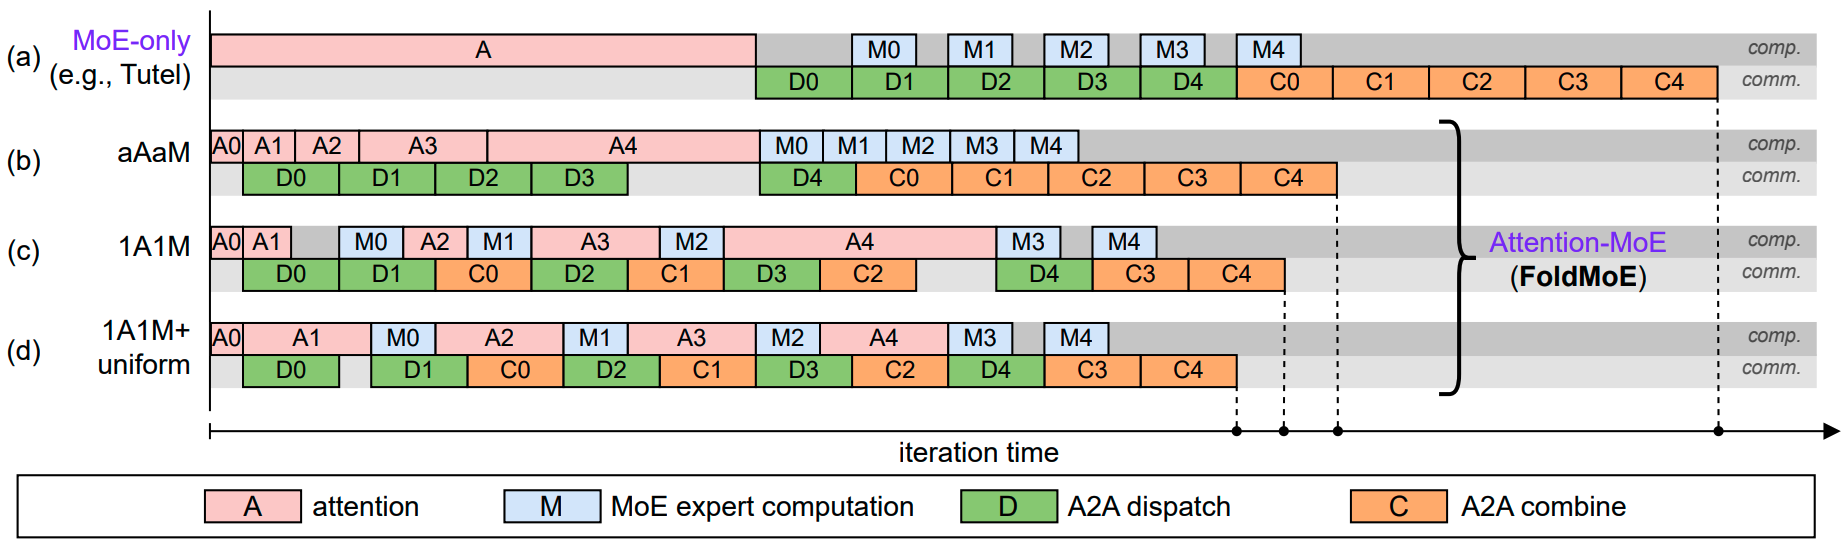 (a) MoE-only (e.g., Tutel)
A M0 M1 M2 M3 M4 comp.
D0 D1 D2 D3 D4 C0 C1 C2 C3 C4 comm.
(b) aAaM
A0 A1 A2 A3 A4 M0 M1 M2 M3 M4 comp.
D0 D1 D2 D3 D4 C0 C1 C2 C3 C4 comm.
(c) 1A1M
A0 A1 M0 A2 M1 A3 M2 A4 M3 M4 comp.
D0 D1 C0 D2 C1 D3 C2 D4 C3 C4 comm.
(d) 1A1M+ uniform
A0 A1 M0 A2 M1 A3 M2 A4 M3 M4 comp.
D0 D1 C0 D2 C1 D3 C2 D4 C3 C4 comm.
Attention-MoE
(FoldMoE)
iteration time
A attention M MoE expert computation D A2A dispatch C A2A combine